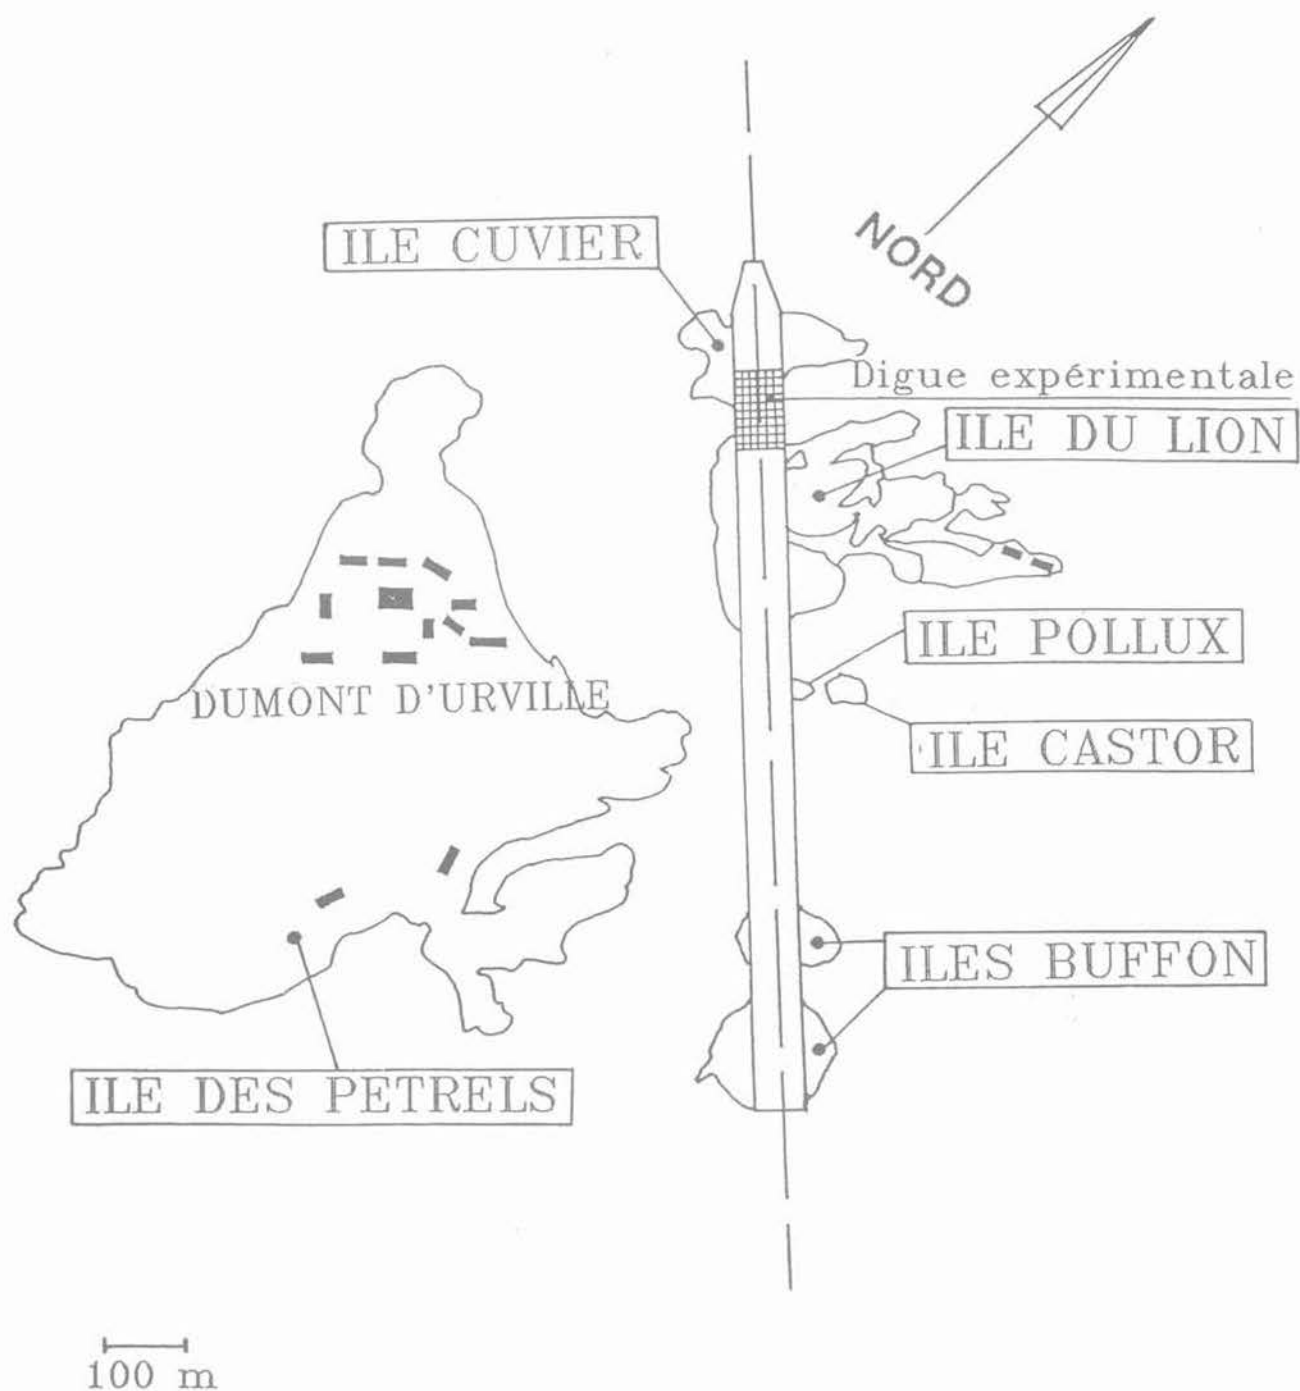 NORD
ILE CUVIER
Digue expérimentale
ILE DU LION
ILE POLLUX
DUMONT D'URVILLE
ILE CASTOR
ILES BUFFON
ILE DES PETRELS
100 m